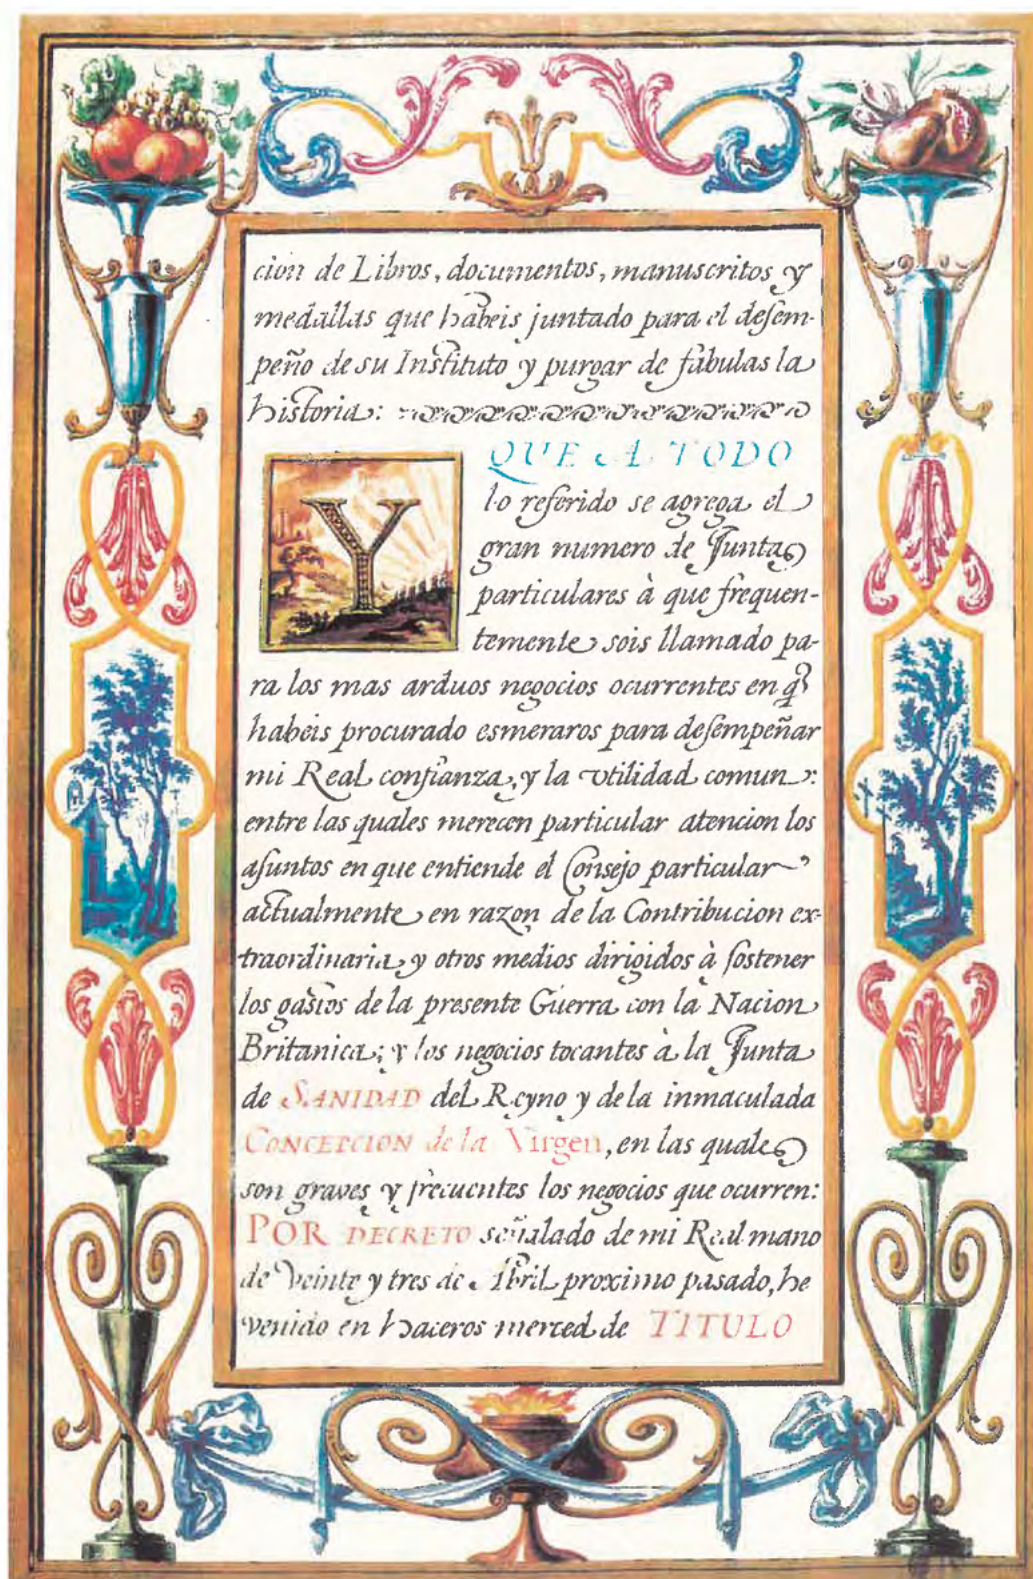 cion de Libros, documentos, manuscritos y
medallas que habeis juntado para el desem-
peño de su Instituto y purgar de fabulas la
historia:
Y QUE A TODO
lo referido se agrega el
gran numero de Juntas
particulares à que frequen-
temente sois llamado pa-
ra los mas arduos negocios ocurrentes en q̃
habeis procurado esmeraros para desempeñar
mi Real confianza, y la vtilidad comun:
entre las quales merecen particular atencion los
asuntos en que entiende el Consejo particular
actualmente en razon de la Contribucion ex-
traordinaria y otros medios dirigidos à sostener
los gastos de la presente Guerra con la Nacion
Britanica; y los negocios tocantes à la Junta
de SANIDAD del Reyno y de la inmaculada
CONCEPCION de la Virgen, en las quales
son graves y frecuentes los negocios que ocurren:
POR DECRETO señalado de mi Real mano
de Veinte y tres de Abril proximo pasado, he
venido en haceros merced de TITULO